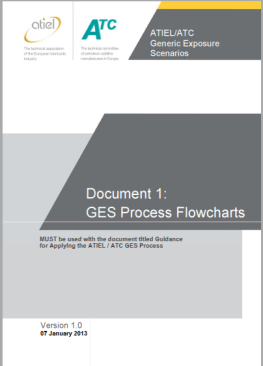 atiel
The technical association
of the European lubricants
industry
ATC
The technical committee
of petroleum additive
manufacturers in Europe
ATIEL/ATC
Generic Exposure
Scenarios
Document 1:
GES Process Flowcharts
MUST be used with the document titled Guidance
for Applying the ATIEL / ATC GES Process
Version 1.0
07 January 2013